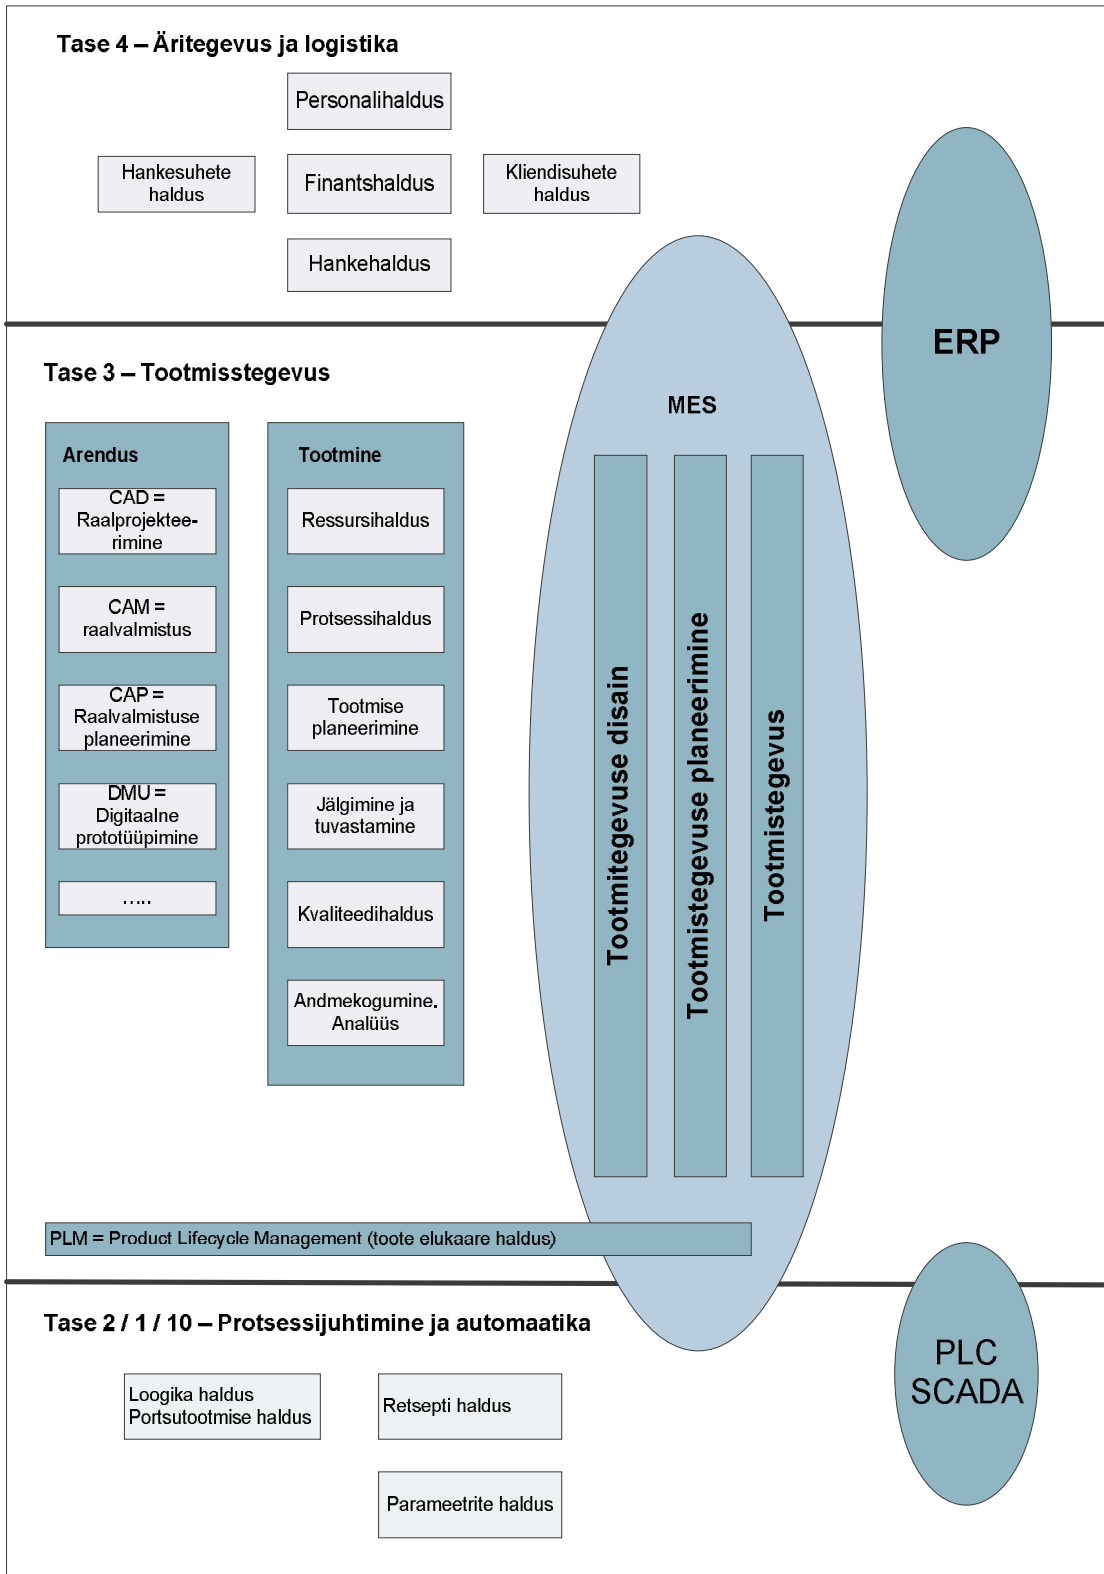 Tase 4 – Äritegevus ja logistika
Personalihaldus
Hankesuhete
haldus
Finantshaldus
Kliendisuhete
haldus
Hankehaldus
ERP
Tase 3 – Tootmisstegevus
MES
Arendus
CAD =
Raalprojektee-
rimine
CAM =
raalvalmistus
CAP =
Raalvalmistuse
planeerimine
DMU =
Digitaalne
prototüüpimine
.....
Tootmine
Ressursihaldus
Protsessihaldus
Tootmise
planeerimine
Jälgimine ja
tuvastamine
Kvaliteedihaldus
Andmekogumine.
Analüüs
Tootmitegevuse disain
Tootmistegevuse planeerimine
Tootmistegevus
PLM = Product Lifecycle Management (toote elukaare haldus)
Tase 2 / 1 / 10 – Protsessijuhtimine ja automaatika
PLC
SCADA
Loogika haldus
Portsutootmise haldus
Retsepti haldus
Parameetrite haldus